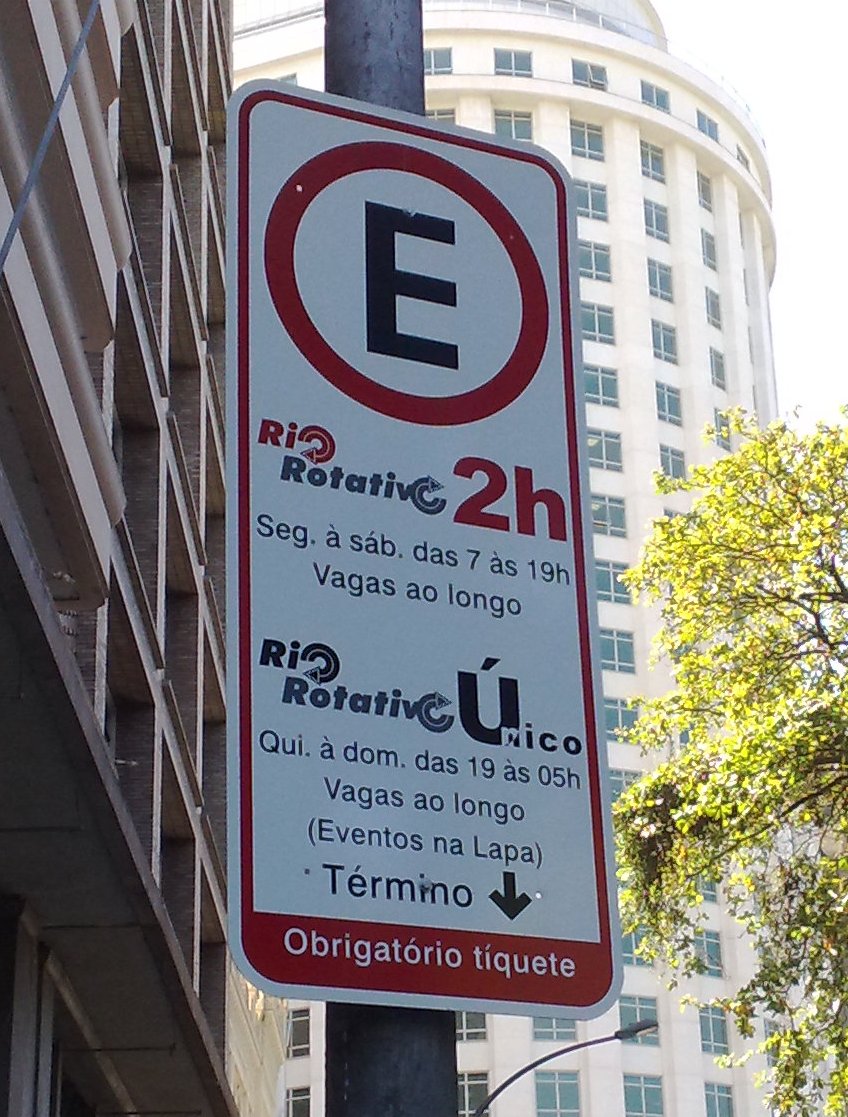 E
Rio
Rotativo 2h
Seg. à sáb. das 7 às 19h
Vagas ao longo
Rio
Rotativo Único
Qui. à dom. das 19 às 05h
Vagas ao longo
(Eventos na Lapa)
Término
Obrigatório tíquete